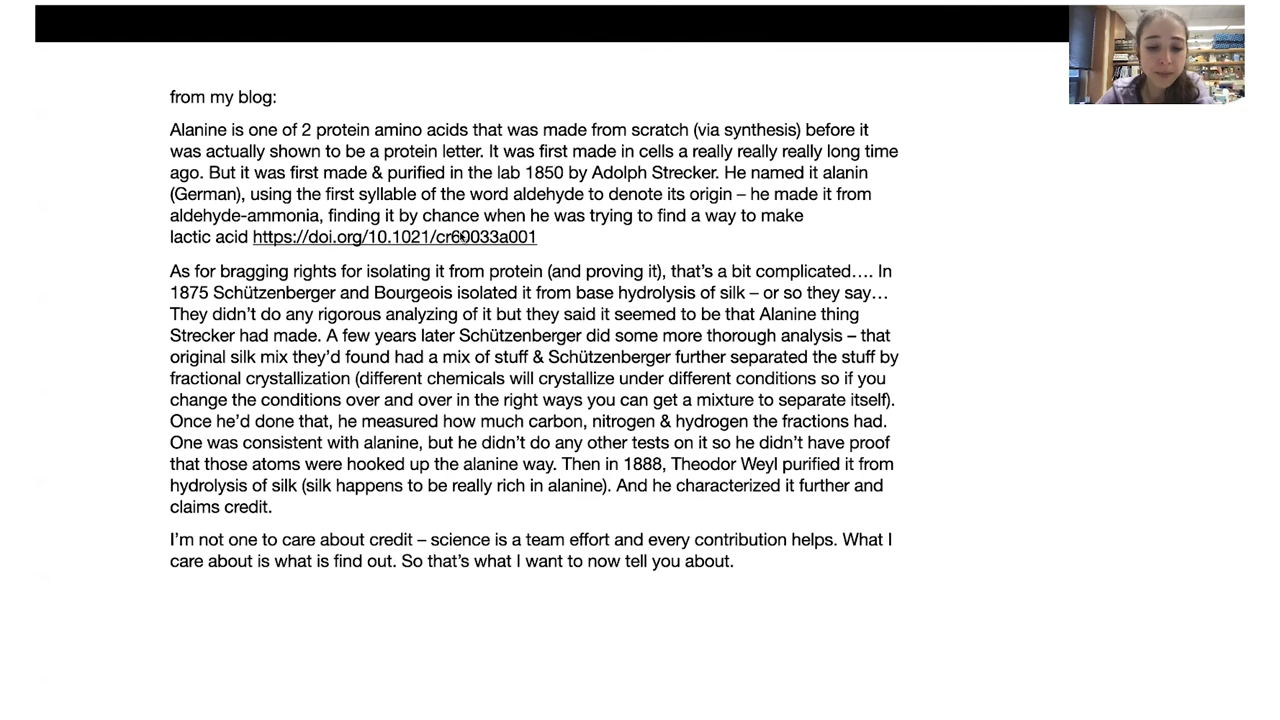 from my blog:
Alanine is one of 2 protein amino acids that was made from scratch (via synthesis) before it
was actually shown to be a protein letter. It was first made in cells a really really really long time
ago. But it was first made & purified in the lab 1850 by Adolph Strecker. He named it alanin
(German), using the first syllable of the word aldehyde to denote its origin – he made it from
aldehyde-ammonia, finding it by chance when he was trying to find a way to make
lactic acid https://doi.org/10.1021/cr60033a001
As for bragging rights for isolating it from protein (and proving it), that's a bit complicated…. In
1875 Schützenberger and Bourgeois isolated it from base hydrolysis of silk – or so they say…
They didn't do any rigorous analyzing of it but they said it seemed to be that Alanine thing
Strecker had made. A few years later Schützenberger did some more thorough analysis – that
original silk mix they'd found had a mix of stuff & Schützenberger further separated the stuff by
fractional crystallization (different chemicals will crystallize under different conditions so if you
change the conditions over and over in the right ways you can get a mixture to separate itself).
Once he'd done that, he measured how much carbon, nitrogen & hydrogen the fractions had.
One was consistent with alanine, but he didn't do any other tests on it so he didn't have proof
that those atoms were hooked up the alanine way. Then in 1888, Theodor Weyl purified it from
hydrolysis of silk (silk happens to be really rich in alanine). And he characterized it further and
claims credit.
I'm not one to care about credit – science is a team effort and every contribution helps. What I
care about is what is find out. So that's what I want to now tell you about.